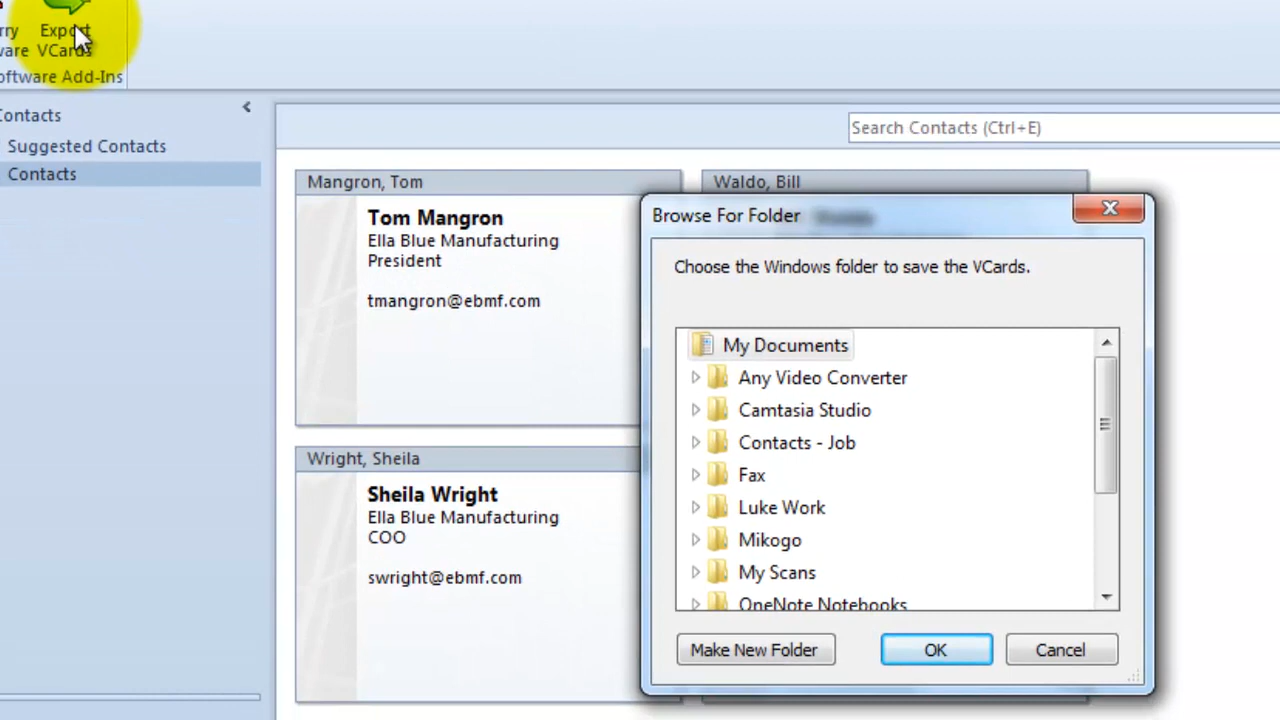 Export
VCards
Add-Ins
Contacts
Suggested Contacts
Contacts
Search Contacts (Ctrl+E)
Mangron, Tom
Tom Mangron
Ella Blue Manufacturing
President
tmangron@ebmf.com
Waldo, Bill
Wright, Sheila
Sheila Wright
Ella Blue Manufacturing
COO
swright@ebmf.com
Browse For Folder
Choose the Windows folder to save the VCards.
My Documents
Any Video Converter
Camtasia Studio
Contacts - Job
Fax
Luke Work
Mikogo
My Scans
OneNote Notebooks
Make New Folder
OK
Cancel